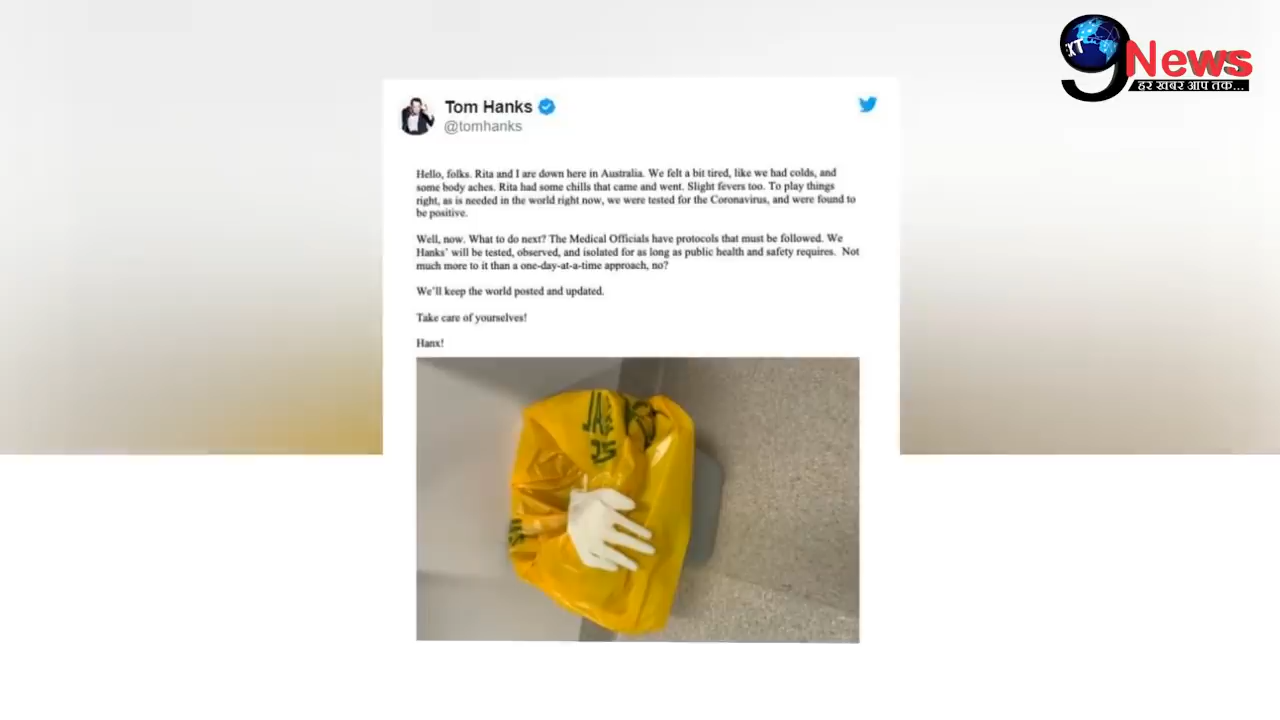 XT
9 News
हर खबर आप तक...
Tom Hanks
@tomhanks
Hello, folks. Rita and I are down here in Australia. We felt a bit tired, like we had colds, and
some body aches. Rita had some chills that came and went. Slight fevers too. To play things
right, as is needed in the world right now, we were tested for the Coronavirus, and were found to
be positive.
Well, now. What to do next? The Medical Officials have protocols that must be followed. We
Hanks' will be tested, observed, and isolated for as long as public health and safety requires. Not
much more to it than a one-day-at-a-time approach, no?
We'll keep the world posted and updated.
Take care of yourselves!
Hanx!